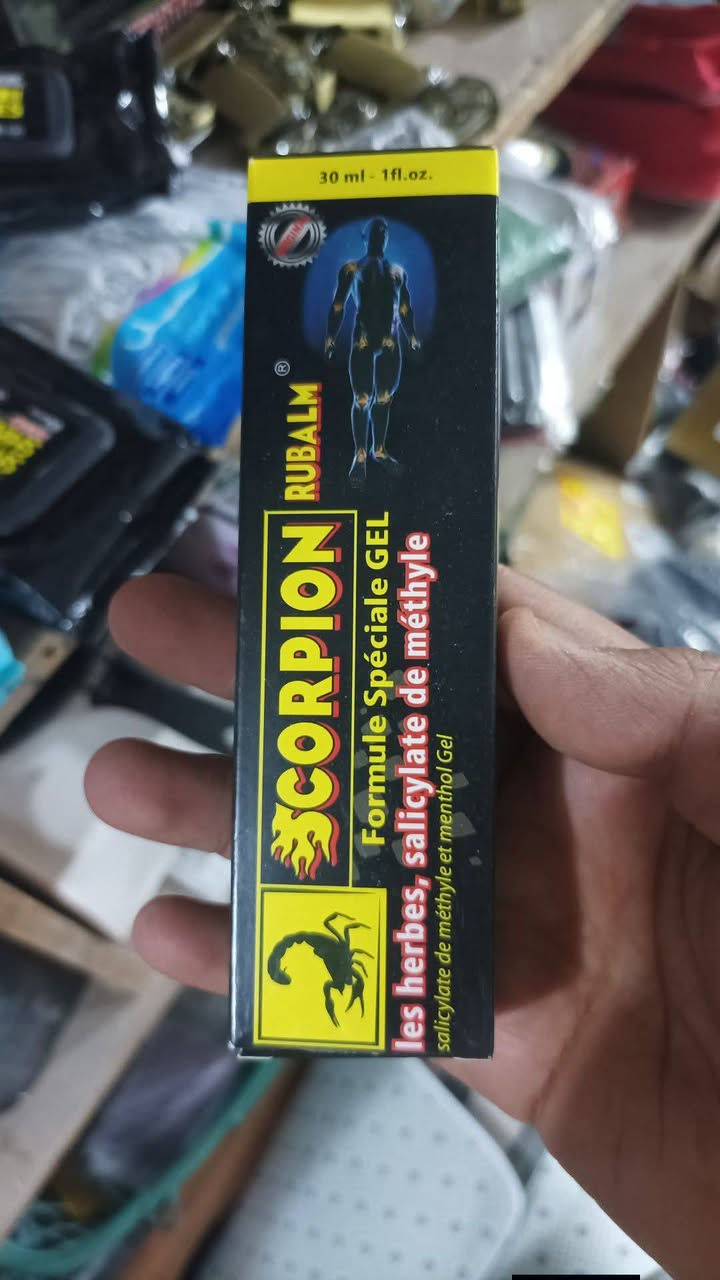 30 ml - 1fl.oz.
SCORPION RUBALM®
Formule Spéciale GEL
les herbes, salicylate de méthyle
salicylate de méthyle et menthol Gel